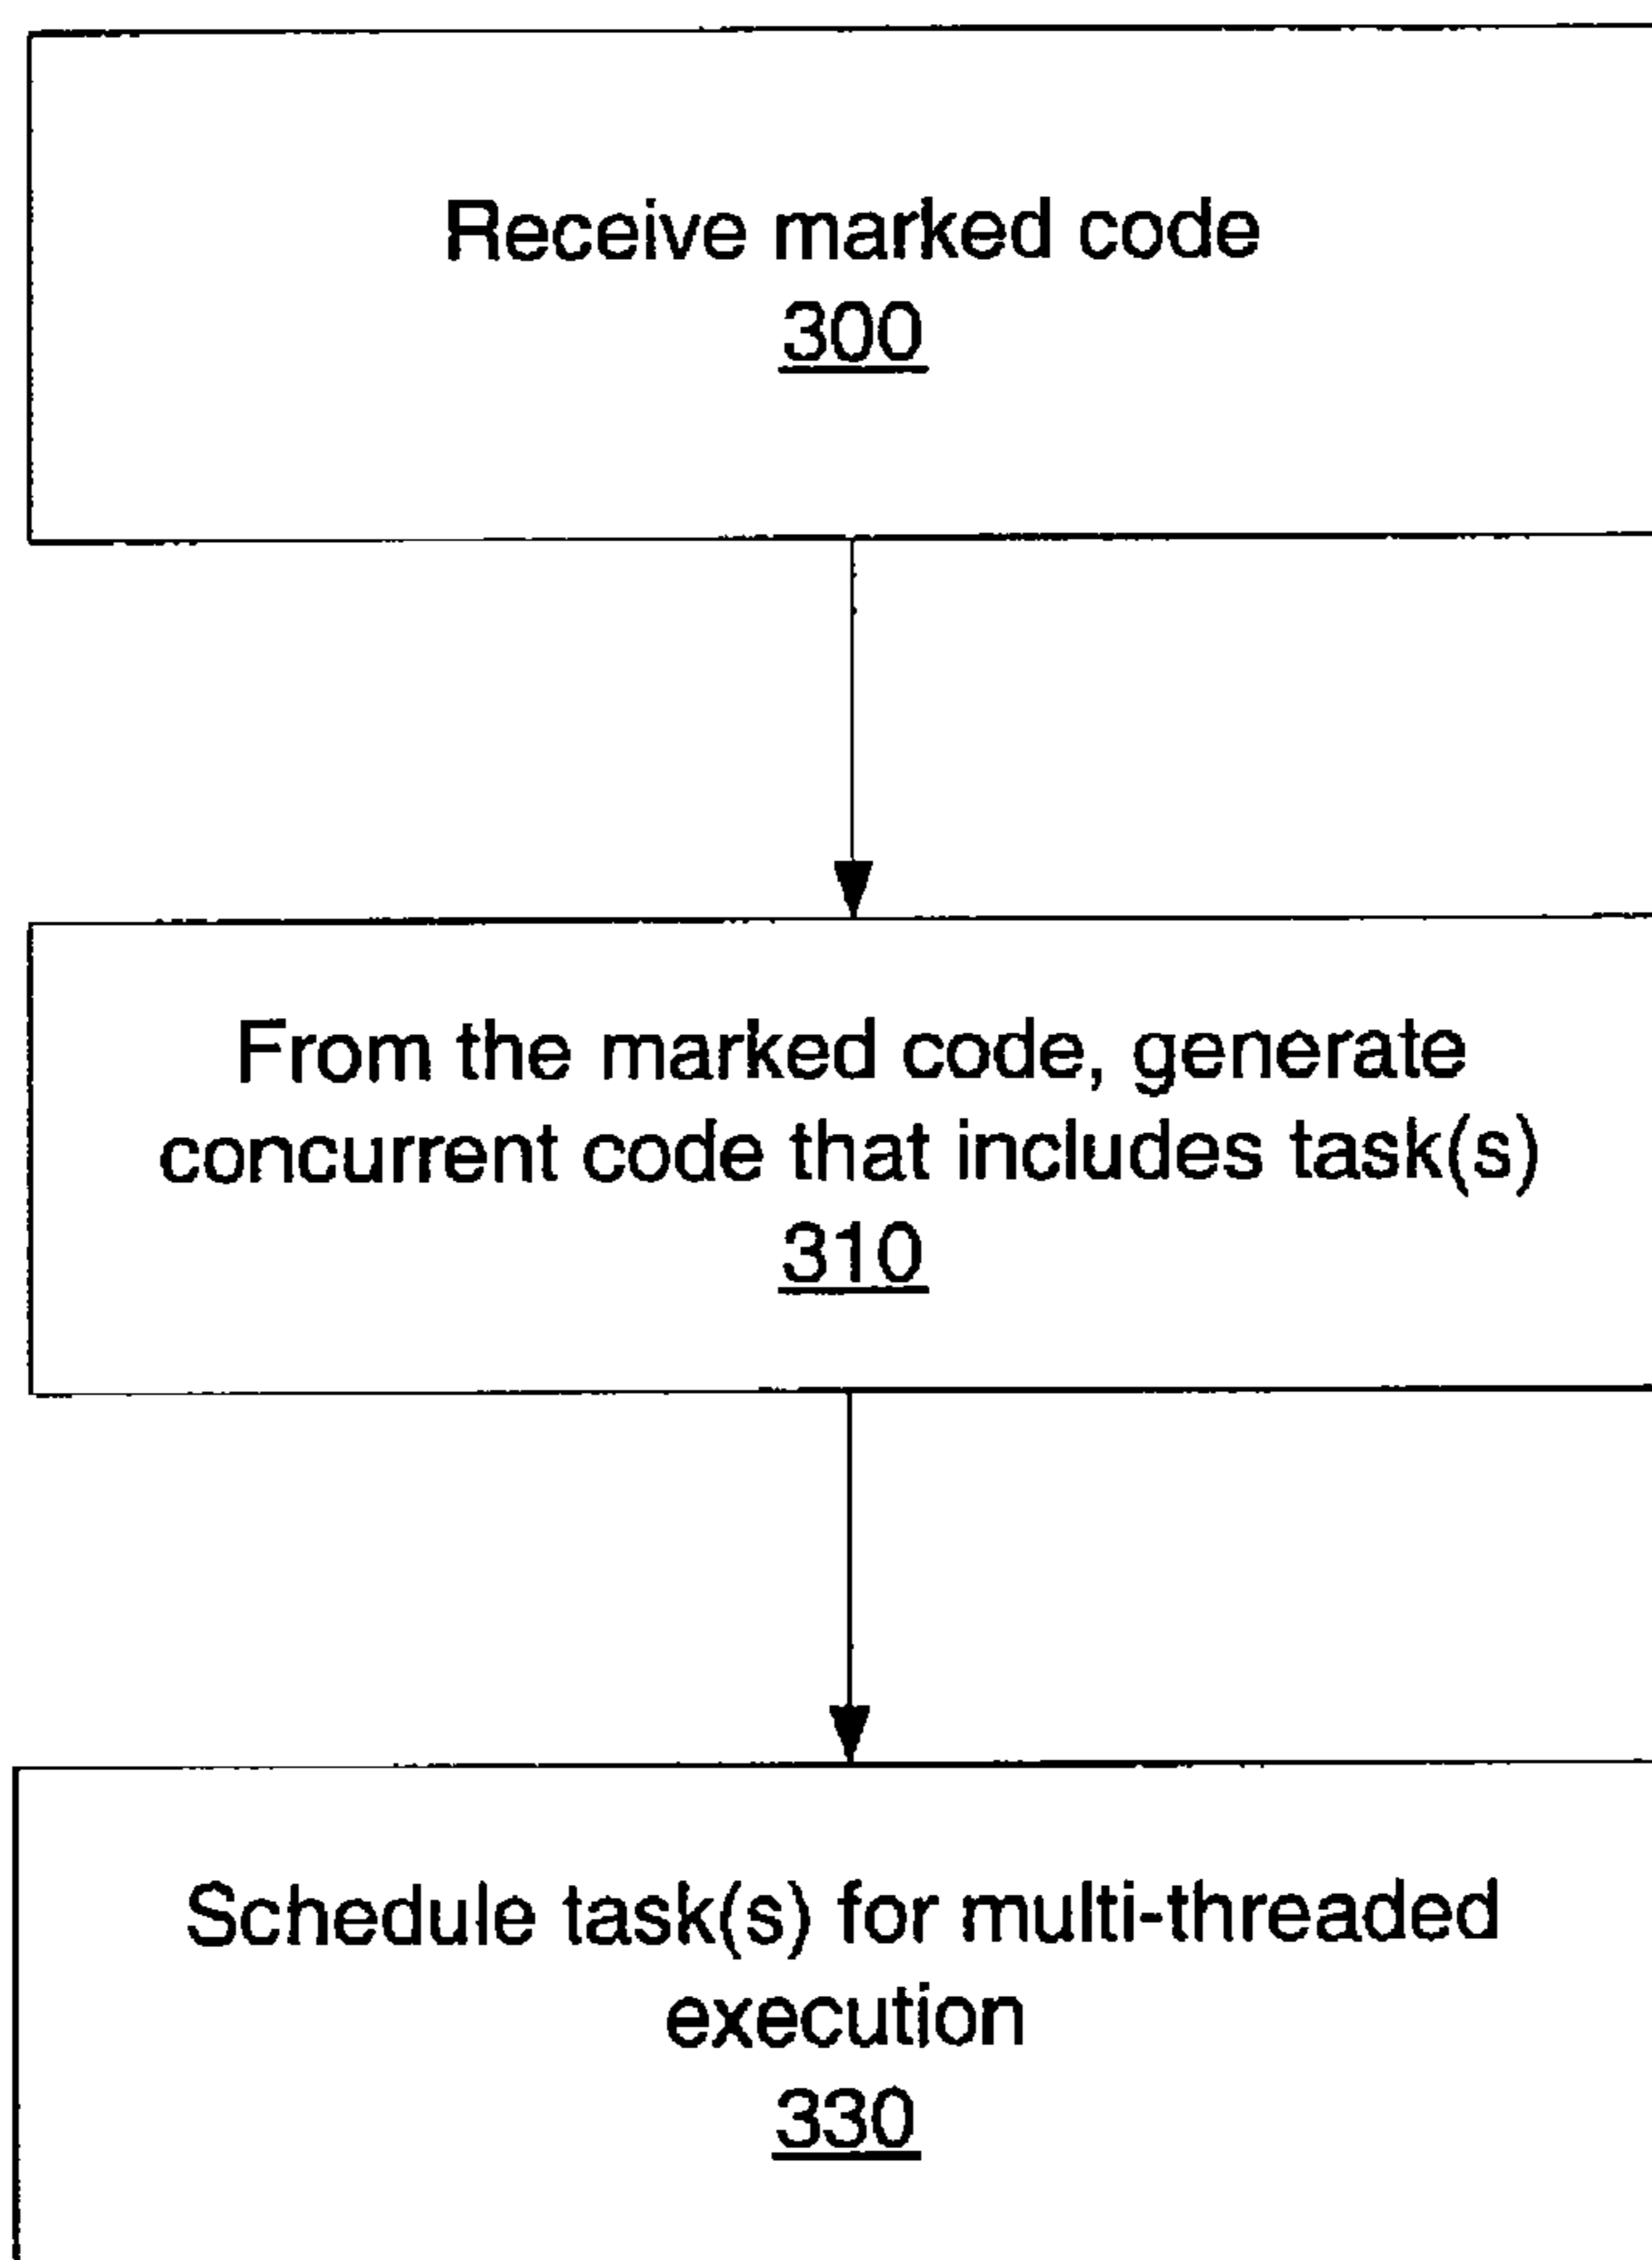 Receive marked code
300
From the marked code, generate
concurrent code that includes task(s)
310
Schedule task(s) for multi-threaded
execution
330